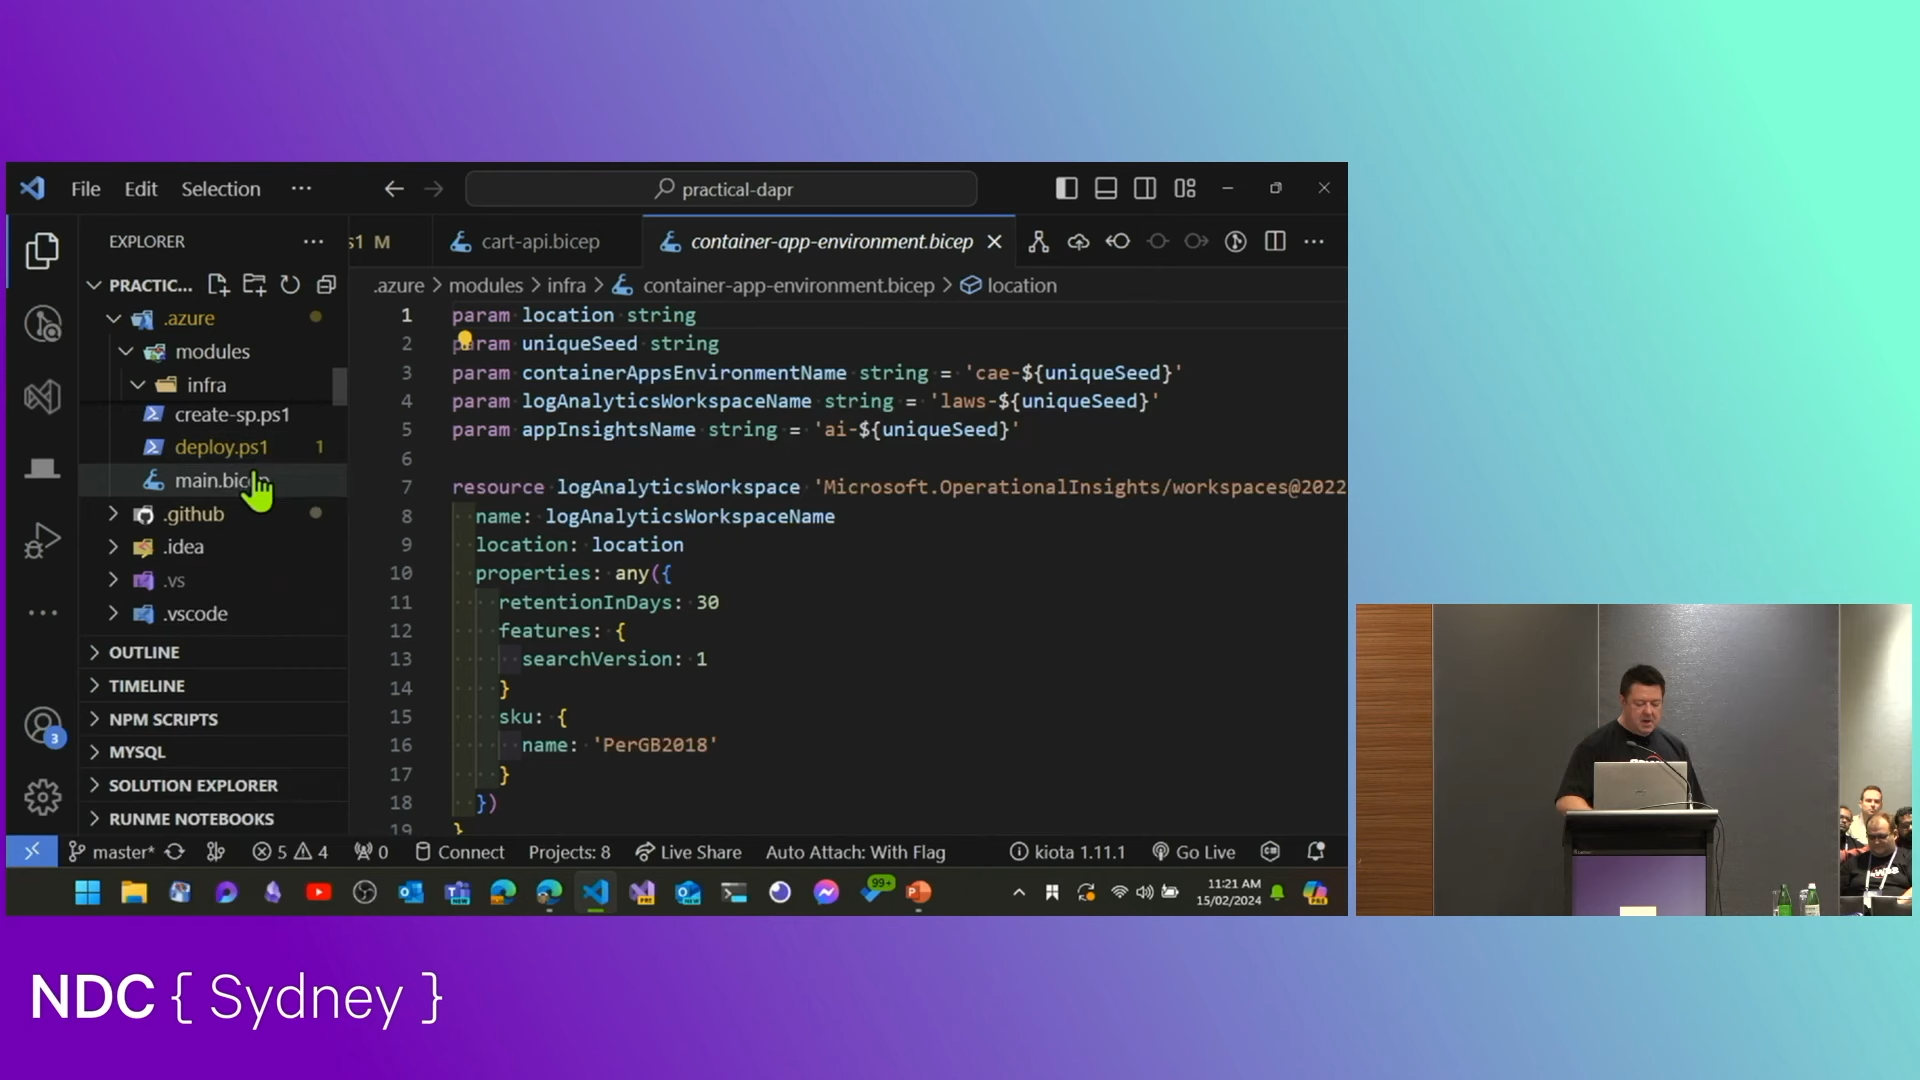 File Edit Selection ···
practical-dapr
EXPLORER ···
s1 M
cart-api.bicep
container-app-environment.bicep
.azure > modules > infra > container-app-environment.bicep > location
PRACTIC...
.azure
modules
infra
create-sp.ps1
deploy.ps1 1
main.bicep
.github
.idea
.vs
.vscode
OUTLINE
TIMELINE
NPM SCRIPTS
MYSQL
SOLUTION EXPLORER
RUNME NOTEBOOKS
3
1 param location string
2 param uniqueSeed string
3 param containerAppsEnvironmentName string = 'cae-${uniqueSeed}'
4 param logAnalyticsWorkspaceName string = 'laws-${uniqueSeed}'
5 param appInsightsName string = 'ai-${uniqueSeed}'
6
7 resource logAnalyticsWorkspace 'Microsoft.OperationalInsights/workspaces@2022
8 name: logAnalyticsWorkspaceName
9 location: location
10 properties: any({
11 retentionInDays: 30
12 features: {
13 searchVersion: 1
14 }
15 sku: {
16 name: 'PerGB2018'
17 }
18 })
19 }
master* 5 4 0 Connect Projects: 8 Live Share Auto Attach: With Flag kiota 1.11.1 Go Live
99+
11:21 AM
15/02/2024
NDC { Sydney }